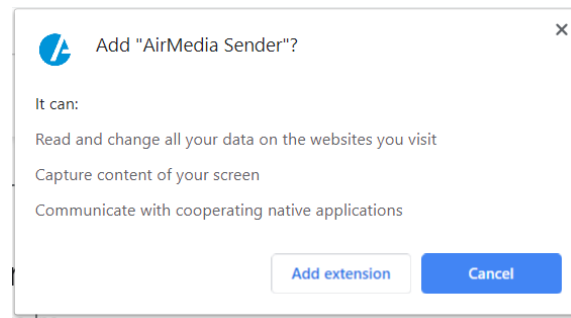 Add "AirMedia Sender"?
It can:
Read and change all your data on the websites you visit
Capture content of your screen
Communicate with cooperating native applications
Add extension
Cancel